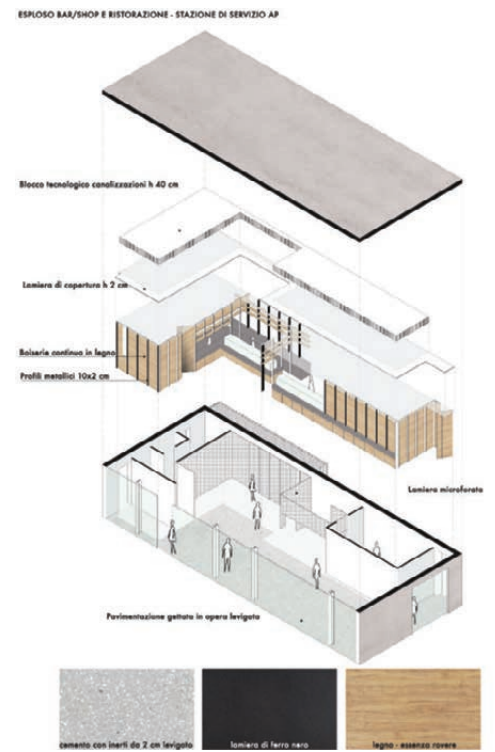 ESPLOSO BAR/SHOP E RISTORAZIONE - STAZIONE DI SERVIZIO AP
Blocco tecnologico canalizzazioni h 40 cm
Lamiera di copertura h 2 cm
Boiserie continua in legno
Profili metallici 10x2 cm
Lamiera microforata
Pavimentazione gettata in opera levigata
cemento con inerti da 2 cm levigato
lamiera di ferro nero
legno - essenza rovere